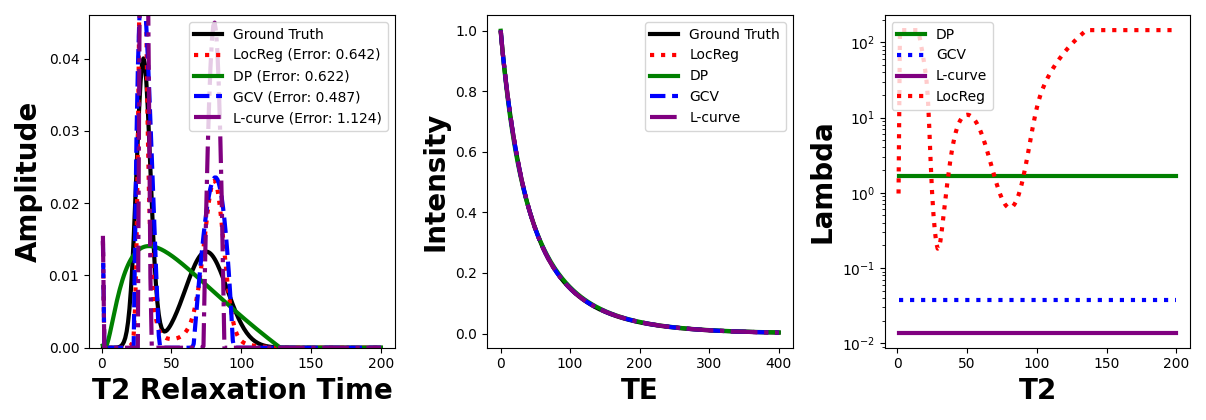 Amplitude
0.00
0.01
0.02
0.03
0.04
0
50
100
150
200
T2 Relaxation Time
Ground Truth
LocReg (Error: 0.642)
DP (Error: 0.622)
GCV (Error: 0.487)
L-curve (Error: 1.124)
Intensity
0.0
0.2
0.4
0.6
0.8
1.0
0
100
200
300
400
TE
Ground Truth
LocReg
DP
GCV
L-curve
Lambda
10⁻²
10⁻¹
10⁰
10¹
10²
0
50
100
150
200
T2
DP
GCV
L-curve
LocReg